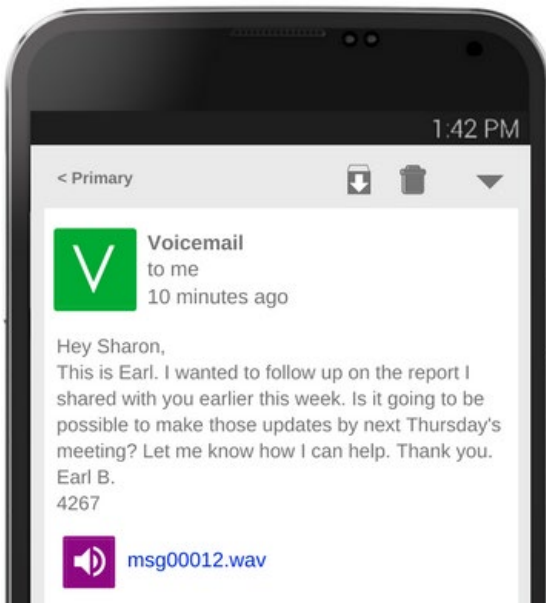 1:42 PM
< Primary
V
Voicemail
to me
10 minutes ago
Hey Sharon,
This is Earl. I wanted to follow up on the report I
shared with you earlier this week. Is it going to be
possible to make those updates by next Thursday's
meeting? Let me know how I can help. Thank you.
Earl B.
4267
msg00012.wav